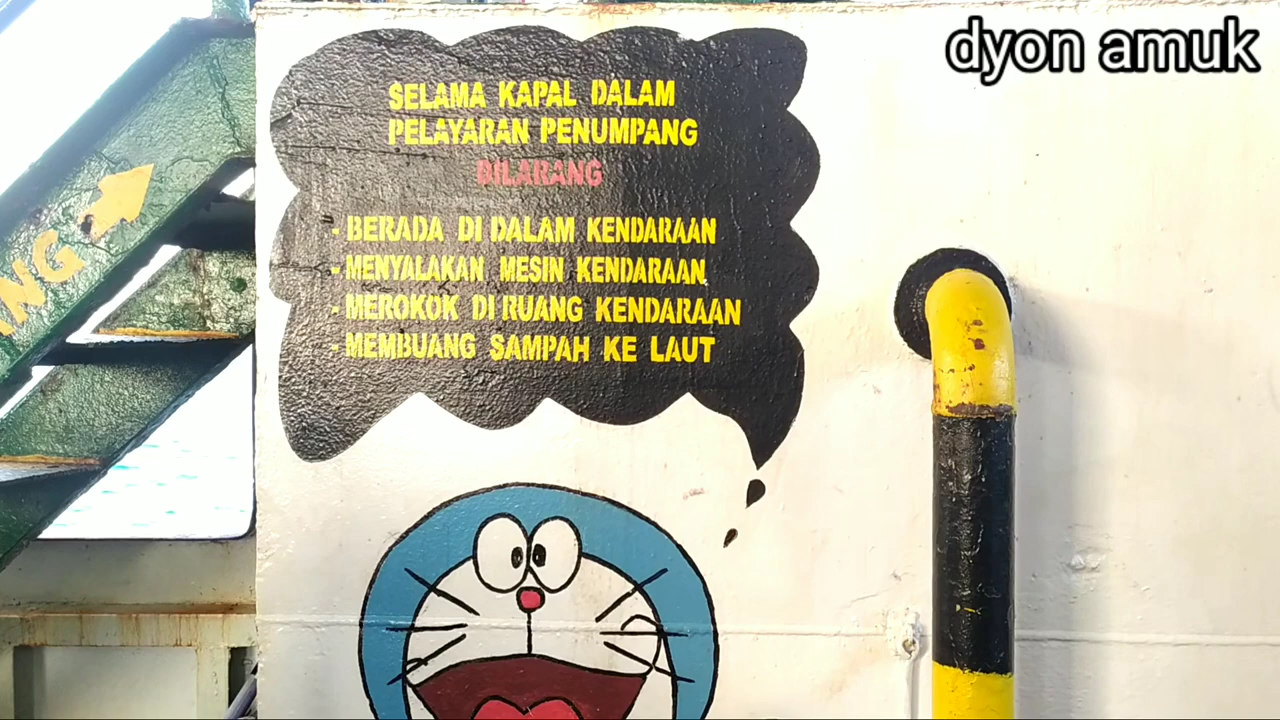 dyon amuk
SELAMA KAPAL DALAM
PELAYARAN PENUMPANG
DILARANG
- BERADA DI DALAM KENDARAAN
- MENYALAKAN MESIN KENDARAAN
- MEROKOK DI RUANG KENDARAAN
- MEMBUANG SAMPAH KE LAUT